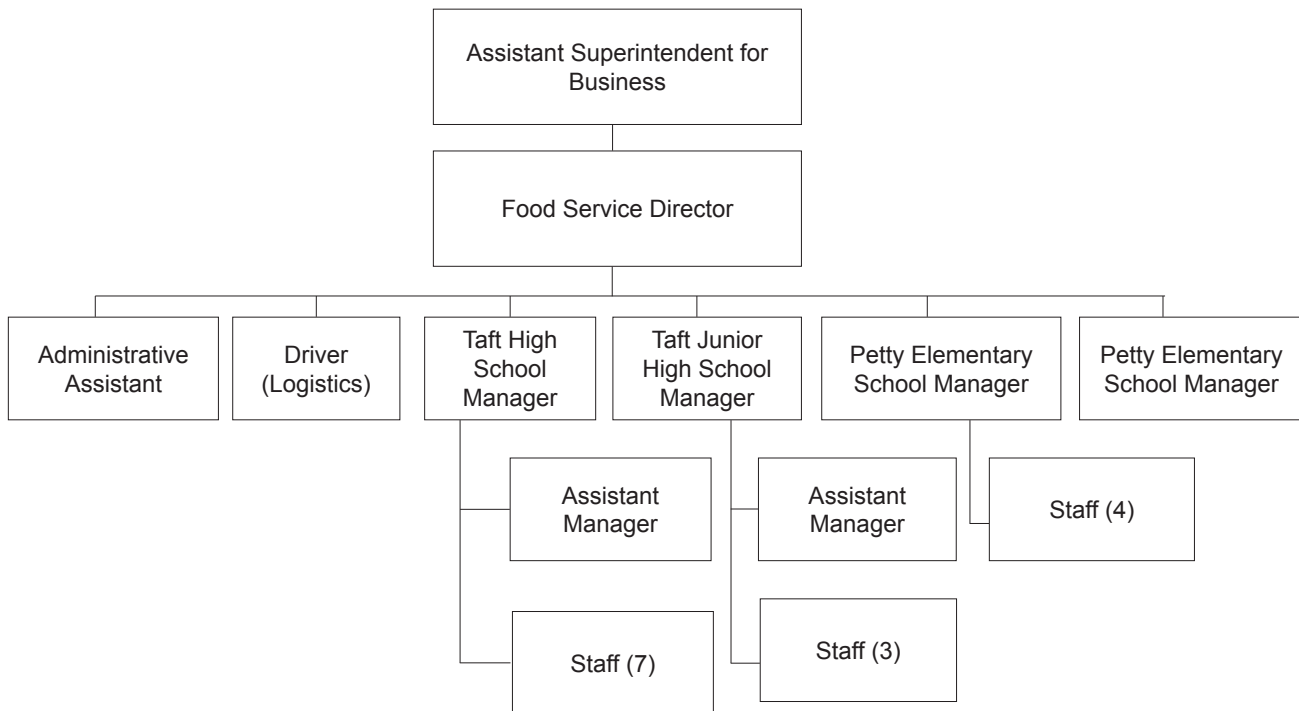 Assistant Superintendent for
Business
Food Service Director
Administrative
Assistant
Driver
(Logistics)
Taft High
School
Manager
Taft Junior
High School
Manager
Petty Elementary
School Manager
Petty Elementary
School Manager
Assistant
Manager
Assistant
Manager
Staff (4)
Staff (7)
Staff (3)